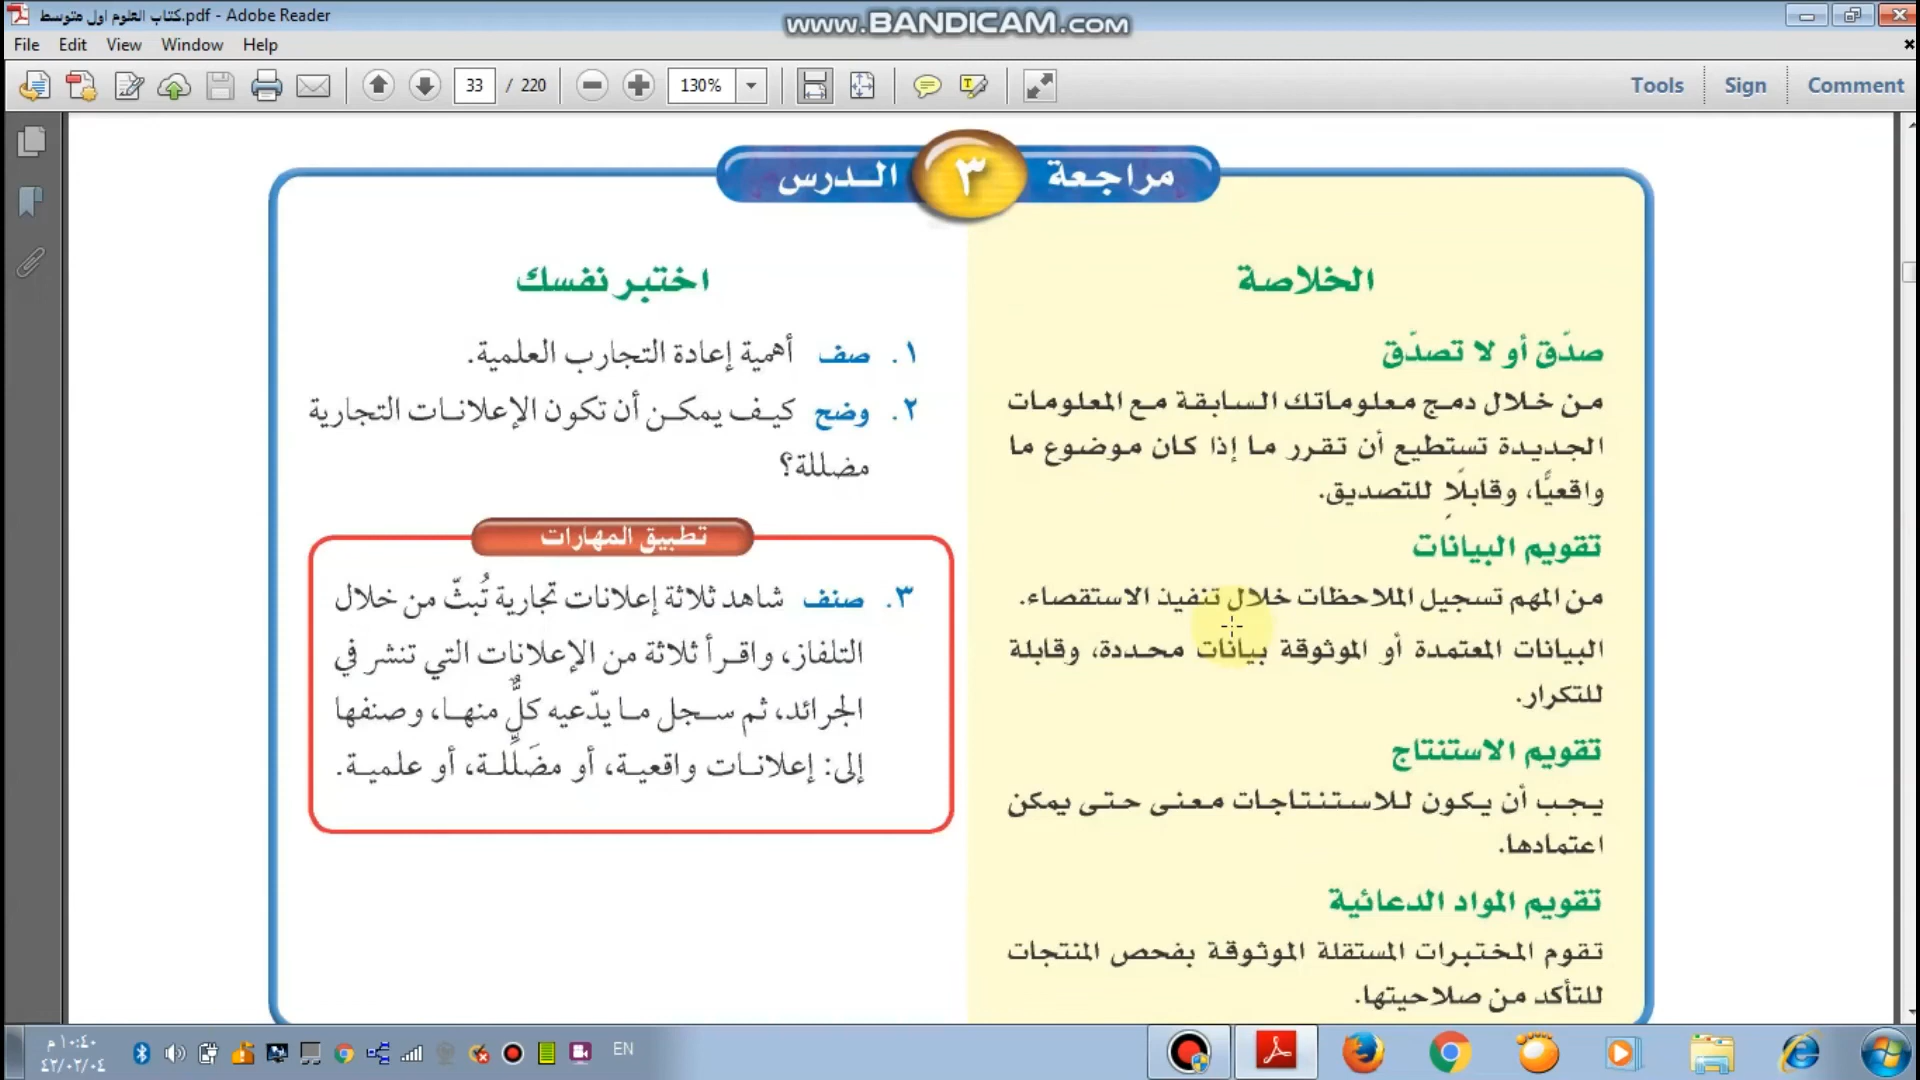 كتاب العلوم اول متوسط.pdf - Adobe Reader
www.BANDICAM.com
File Edit View Window Help
33 / 220
130%
Tools Sign Comment
مراجعة ٣ الدرس
الخلاصة
صدّق أو لا تصدّق
من خلال دمج معلوماتك السابقة مع المعلومات
الجديدة تستطيع أن تقرر ما إذا كان موضوع ما
واقعيًّا، وقابلًا للتصديق.
تقويم البيانات
من المهم تسجيل الملاحظات خلال تنفيذ الاستقصاء.
البيانات المعتمدة أو الموثوقة بيانات محددة، وقابلة
للتكرار.
تقويم الاستنتاج
يجب أن يكون للاستنتاجات معنى حتى يمكن
اعتمادها.
تقويم المواد الدعائية
تقوم المختبرات المستقلة الموثوقة بفحص المنتجات
للتأكد من صلاحيتها.
اختبر نفسك
١. صف أهمية إعادة التجارب العلمية.
٢. وضح كيف يمكن أن تكون الإعلانات التجارية
مضللة؟
تطبيق المهارات
٣. صنف شاهد ثلاثة إعلانات تجارية تُبثّ من خلال
التلفاز، واقرأ ثلاثة من الإعلانات التي تنشر في
الجرائد، ثم سجل ما يدّعيه كلٌّ منها، وصنفها
إلى: إعلانات واقعية، أو مضَلِّلة، أو علمية.
١٠:٤٠ م
٤٢/٠٢/٠٤
EN